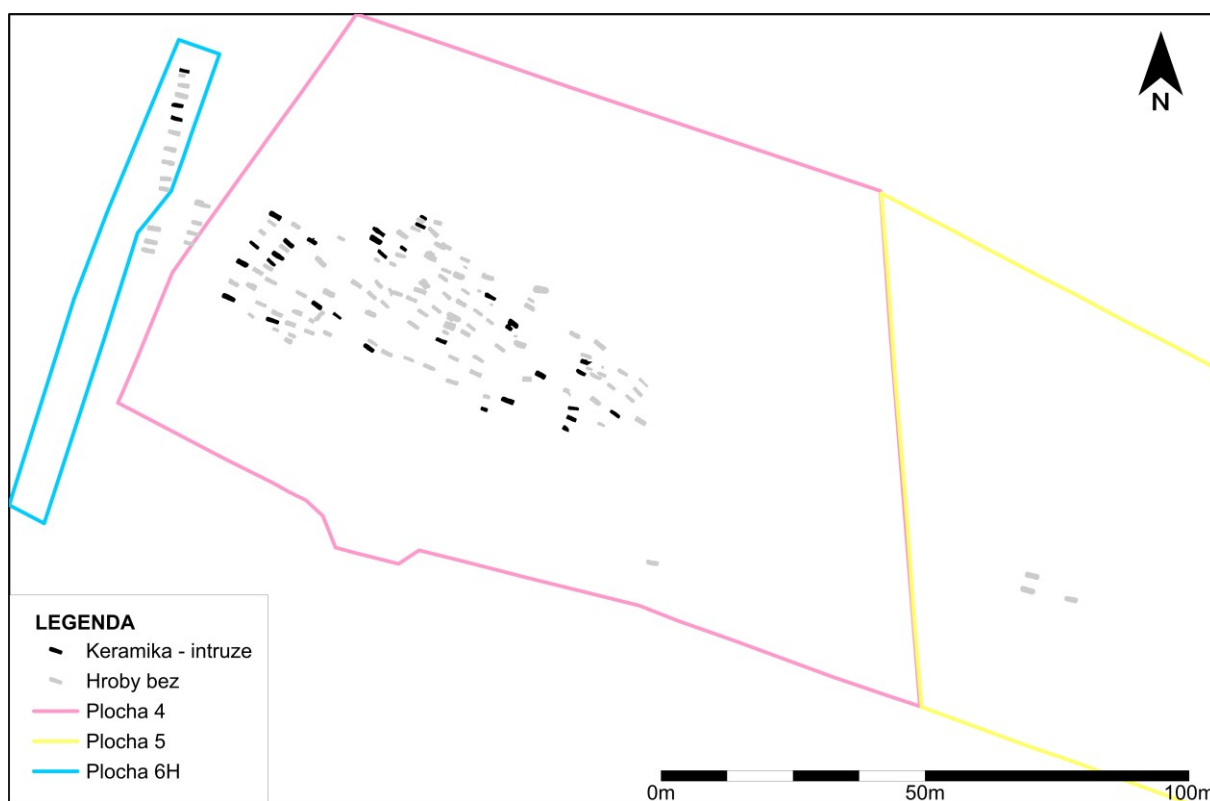 N
LEGENDA
Keramika - intruze
Hroby bez
Plocha 4
Plocha 5
Plocha 6H
0m 50m 100m